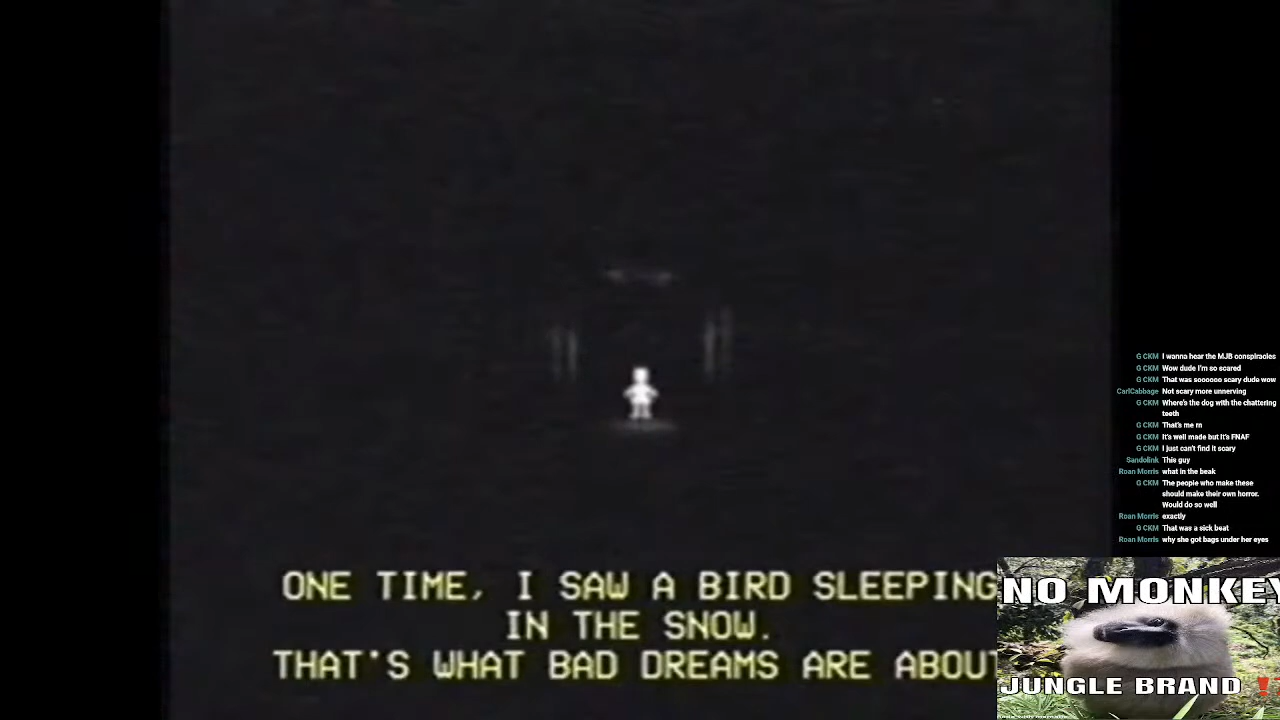 G CKM I wanna hear the MJB conspiracies
G CKM Wow dude I'm so scared
G CKM That was soooooo scary dude wow
CarlCabbage Not scary more unnerving
G CKM Where's the dog with the chattering
teeth
G CKM That's me rn
G CKM It's well made but it's FNAF
G CKM I just can't find it scary
Sandolink This guy
Roan Morris what in the beak
G CKM The people who make these
should make their own horror.
Would do so well
Roan Morris exactly
G CKM That was a sick beat
Roan Morris why she got bags under her eyes
ONE TIME, I SAW A BIRD SLEEPING
IN THE SNOW.
THAT'S WHAT BAD DREAMS ARE ABOUT
NO MONKEY
JUNGLE BRAND❗